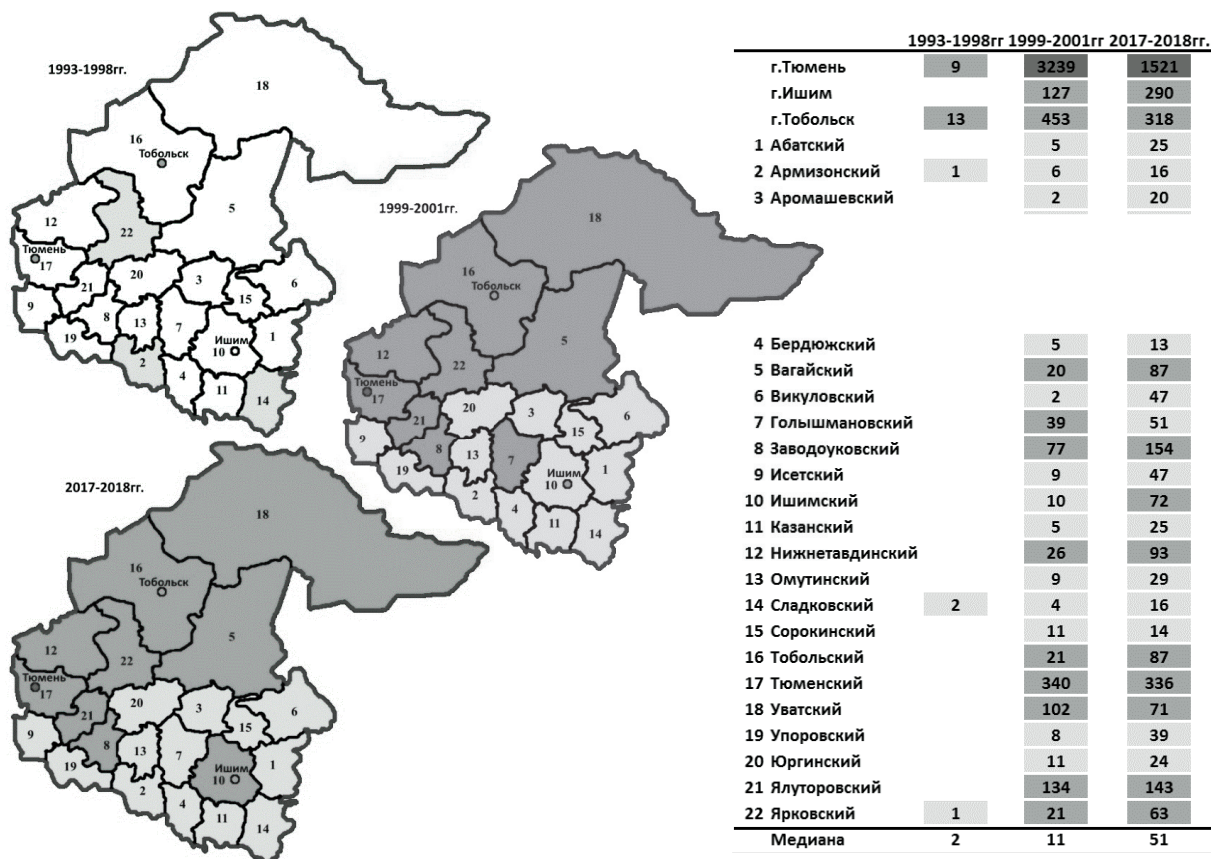 1993-1998гг.
18
16
Тобольск
5
12
22
Тюмень
17
20
3
6
21
15
9
8
13
7
Ишим
1
19
10
2
4
11
14
1999-2001гг.
18
16
Тобольск
5
12
22
Тюмень
17
20
3
6
21
15
9
8
13
7
Ишим
1
19
10
2
4
11
14
2017-2018гг.
18
16
Тобольск
5
12
22
Тюмень
17
20
3
6
21
15
9
8
13
7
Ишим
1
19
10
2
4
11
14
1993-1998гг 1999-2001гг 2017-2018гг.
г.Тюмень 9 3239 1521
г.Ишим 127 290
г.Тобольск 13 453 318
1 Абатский 5 25
2 Армизонский 1 6 16
3 Аромашевский 2 20
4 Бердюжский 5 13
5 Вагайский 20 87
6 Викуловский 2 47
7 Голышмановский 39 51
8 Заводоуковский 77 154
9 Исетский 9 47
10 Ишимский 10 72
11 Казанский 5 25
12 Нижнетавдинский 26 93
13 Омутинский 9 29
14 Сладковский 2 4 16
15 Сорокинский 11 14
16 Тобольский 21 87
17 Тюменский 340 336
18 Уватский 102 71
19 Упоровский 8 39
20 Юргинский 11 24
21 Ялуторовский 134 143
22 Ярковский 1 21 63
Медиана 2 11 51